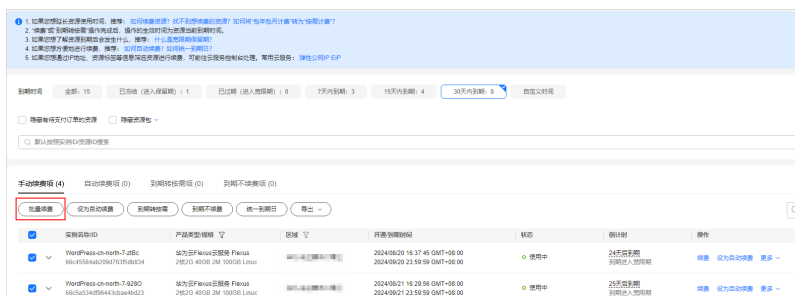 1. 如果您想延长资源使用时间，推荐： 如何续费资源？ 找不到想续费的资源？ 如何将“包年包月计费”转为“按需计费”？
2. “续费”或“到期转按需”操作完成后，操作的生效时间为资源当前到期时间。
3. 如果您想了解资源到期后会发生什么，推荐： 什么是宽限期保留期？
4. 如果您想方便地进行续费，推荐： 如何自动续费？ 如何统一到期日？
5. 如果您想通过IP地址、资源标签等信息筛选资源进行续费，可前往云服务控制台处理。常用云服务： 弹性公网IP EIP
到期时间 全部：15 已冻结（进入保留期）：1 已过期（进入宽限期）：0 7天内到期：3 15天内到期：4 30天内到期：8 自定义时间
隐藏有待支付订单的资源 隐藏资源包
默认按照实例ID/资源ID搜索
手动续费项 (4) 自动续费项 (0) 到期转按需项 (0) 到期不续费项 (0)
批量续费 设为自动续费 到期转按需 到期不续费 统一到期日 导出
实例名称/ID 产品类型/规格 区域 开通/到期时间 状态 倒计时 操作
WordPress-cn-north-7-ztBc 华为云Flexus云服务 Flexus 2024/08/20 16:37:45 GMT+08:00 使用中 24天后到期 续费 设为自动续费 更多
66c45584ab209d763f5db834 2核2G 40GB 2M 100GB Linux 2024/09/20 23:59:59 GMT+08:00 到期进入宽限期
WordPress-cn-north-7-928O 华为云Flexus云服务 Flexus 2024/08/21 16:29:56 GMT+08:00 使用中 25天后到期 续费 设为自动续费 更多
66c5a534df96443cbae4bd23 2核2G 40GB 2M 100GB Linux 2024/09/21 23:59:59 GMT+08:00 到期进入宽限期